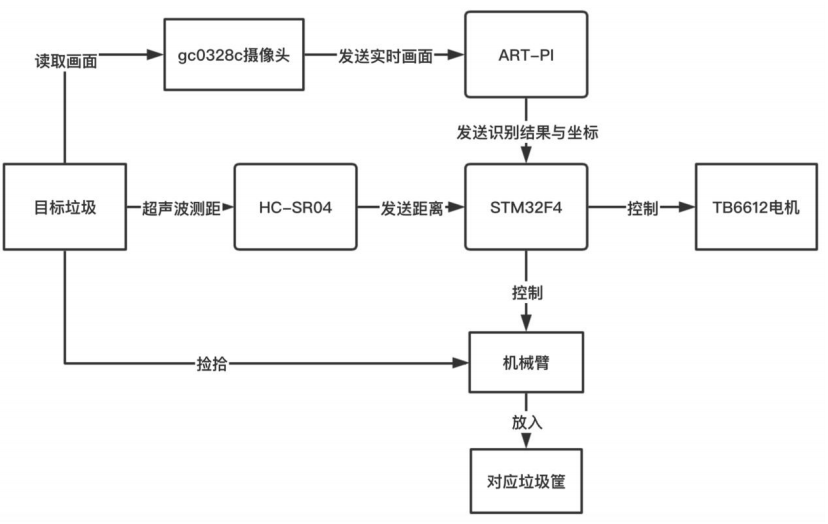 读取画面
gc0328c摄像头
发送实时画面
ART-PI
发送识别结果与坐标
目标垃圾
超声波测距
HC-SR04
发送距离
STM32F4
控制
TB6612电机
控制
捡拾
机械臂
放入
对应垃圾筐